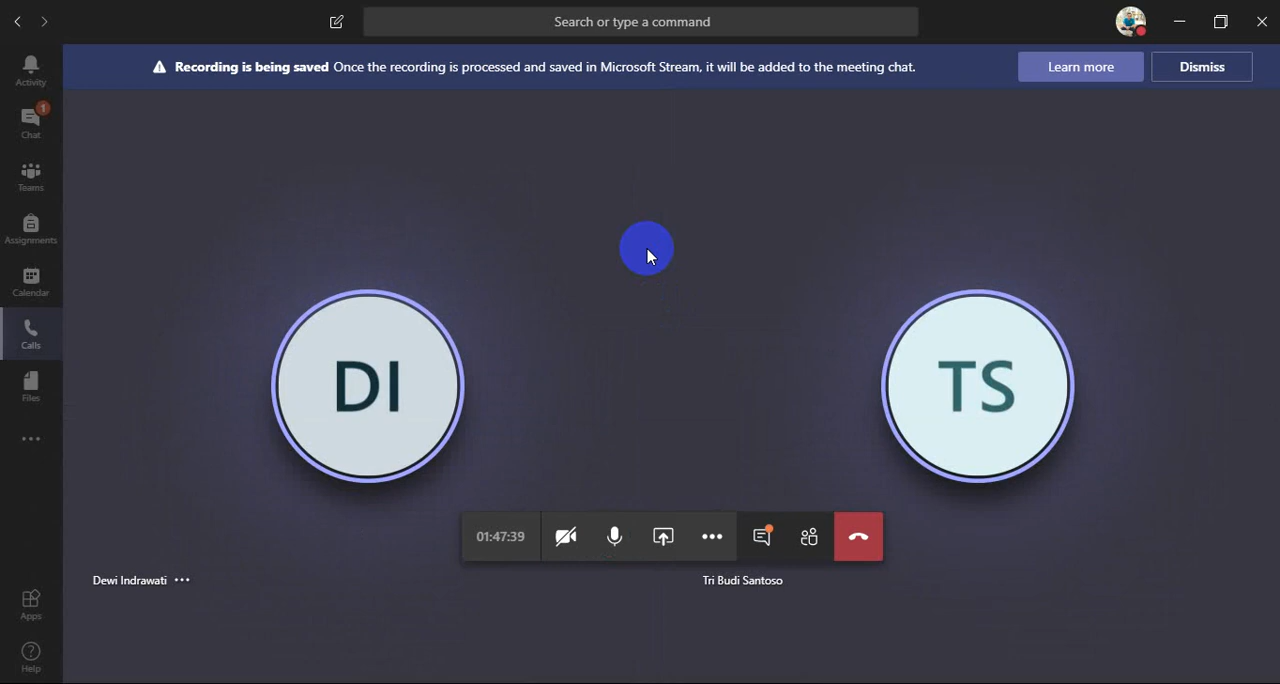 Search or type a command
Recording is being saved Once the recording is processed and saved in Microsoft Stream, it will be added to the meeting chat.
Learn more
Dismiss
Activity
1
Chat
Teams
Assignments
Calendar
Calls
Files
Apps
Help
DI
TS
01:47:39
Dewi Indrawati
Tri Budi Santoso